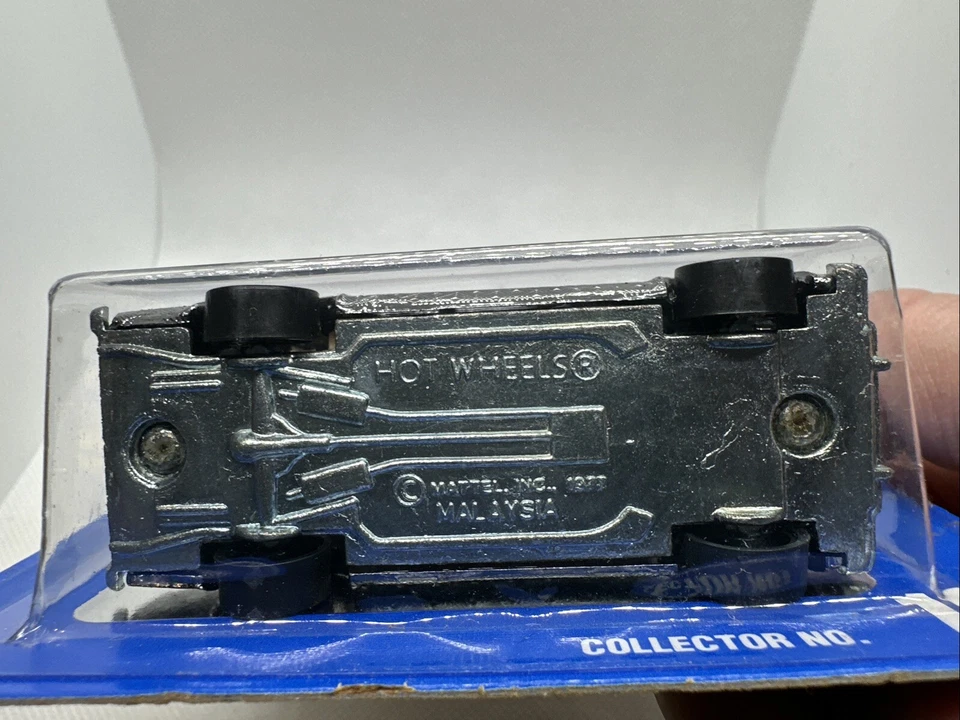 HOT WHEELS®
© MATTEL, INC.,
MALAYSIA
COLLECTOR NO.